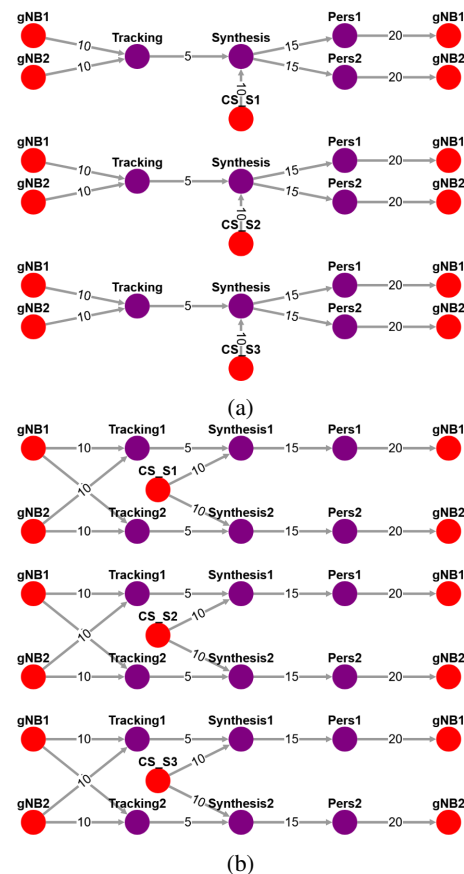 gNB1 Tracking Synthesis Pers1 gNB1
10 5 15 20
gNB2 Pers2 gNB2
10 15 20
10
CS_S1
gNB1 Tracking Synthesis Pers1 gNB1
10 5 15 20
gNB2 Pers2 gNB2
10 15 20
10
CS_S2
gNB1 Tracking Synthesis Pers1 gNB1
10 5 15 20
gNB2 Pers2 gNB2
10 15 20
10
CS_S3
(a)
gNB1 Tracking1 Synthesis1 Pers1 gNB1
10 5 15 20
CS_S1 10
10 10
gNB2 Tracking2 Synthesis2 Pers2 gNB2
10 5 15 20
gNB1 Tracking1 Synthesis1 Pers1 gNB1
10 5 15 20
CS_S2 10
10 10
gNB2 Tracking2 Synthesis2 Pers2 gNB2
10 5 15 20
gNB1 Tracking1 Synthesis1 Pers1 gNB1
10 5 15 20
CS_S3 10
10 10
gNB2 Tracking2 Synthesis2 Pers2 gNB2
10 5 15 20
(b)